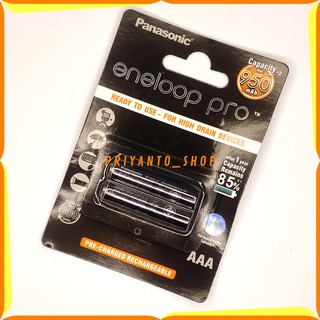 Panasonic
Capacity
950
mAh
eneloop pro
READY TO USE - FOR HIGH DRAIN DEVICES
PRIYANTO_SHOP
after 1 year
Capacity
Remains
85%
AAA
PRE-CHARGED RECHARGEABLE